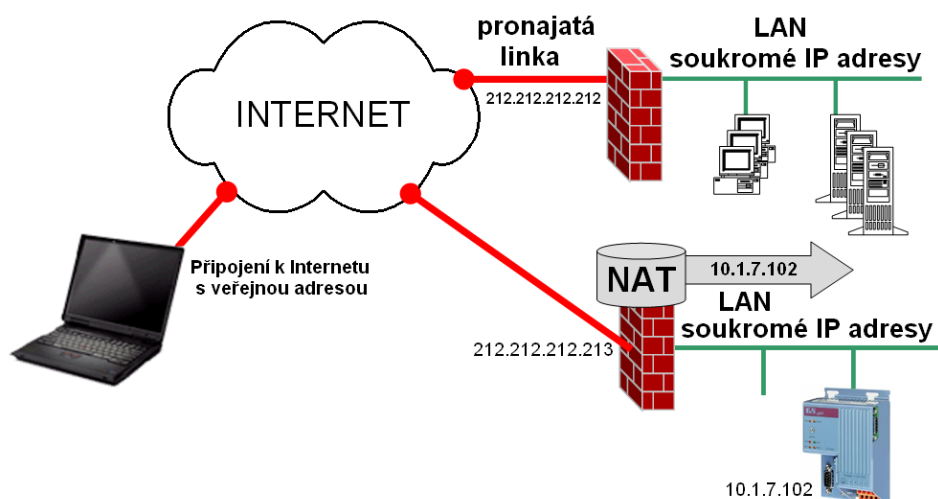 pronajatá
linka
LAN
soukromé IP adresy
INTERNET
212.212.212.212
Připojení k Internetu
s veřejnou adresou
NAT
10.1.7.102
LAN
soukromé IP adresy
212.212.212.213
10.1.7.102